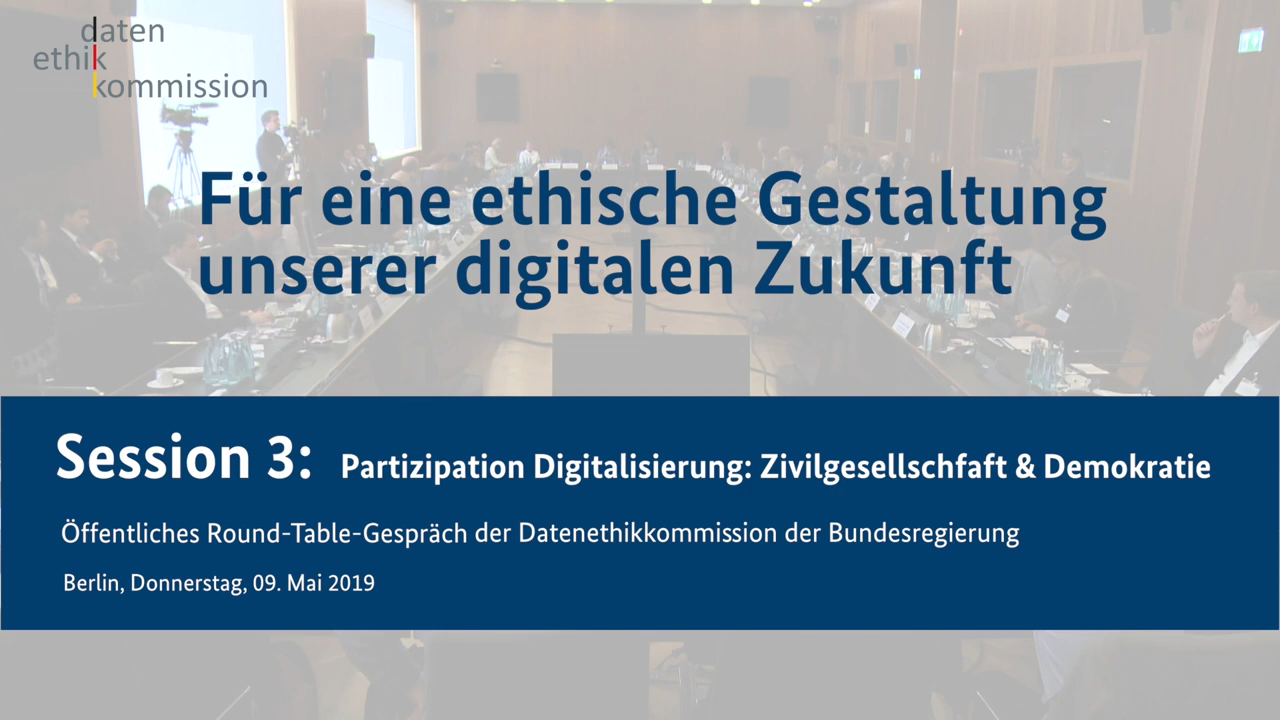 daten
ethik
kommission
Für eine ethische Gestaltung
unserer digitalen Zukunft
Session 3: Partizipation Digitalisierung: Zivilgesellschfaft & Demokratie
Öffentliches Round-Table-Gespräch der Datenethikkommission der Bundesregierung
Berlin, Donnerstag, 09. Mai 2019